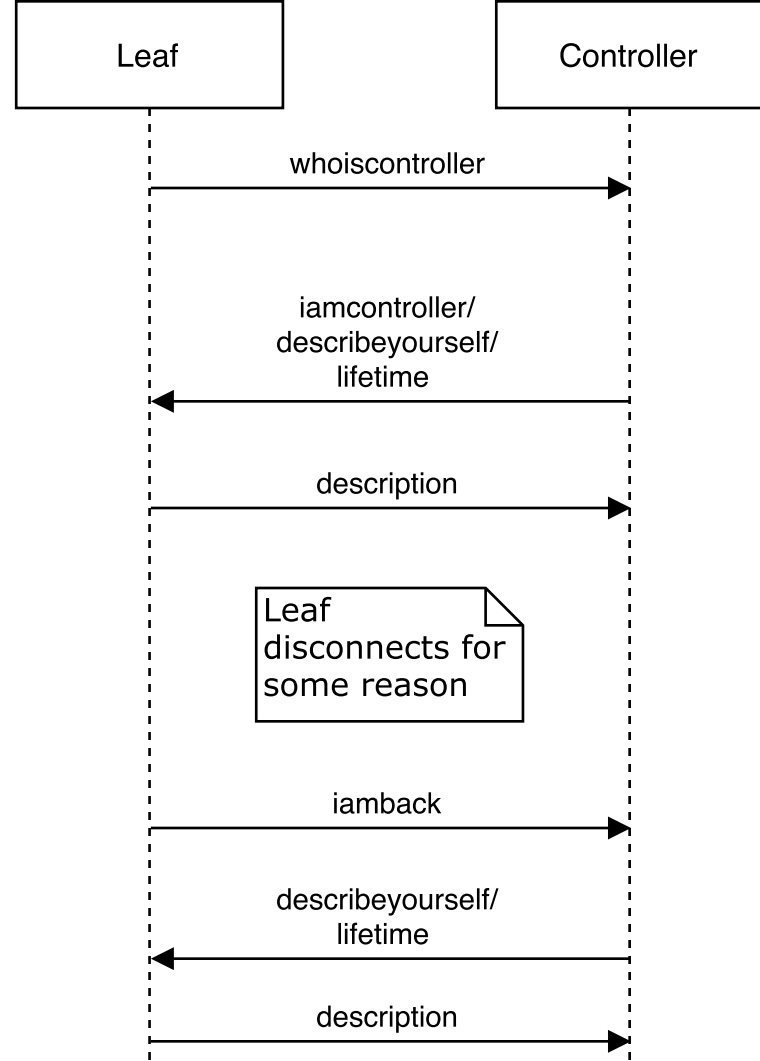 Leaf
Controller
whoiscontroller
iamcontroller/
describeyourself/
lifetime
description
Leaf
disconnects for
some reason
iamback
describeyourself/
lifetime
description